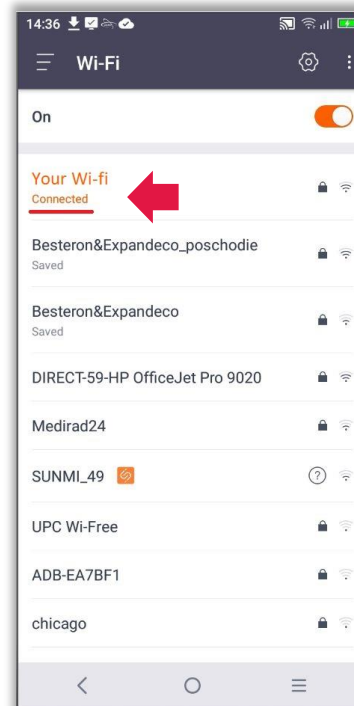 14:36
Wi-Fi
On
Your Wi-fi
Connected
Besteron&Expandeco_poschodie
Saved
Besteron&Expandeco
Saved
DIRECT-59-HP OfficeJet Pro 9020
Medirad24
SUNMI_49
UPC Wi-Free
ADB-EA7BF1
chicago